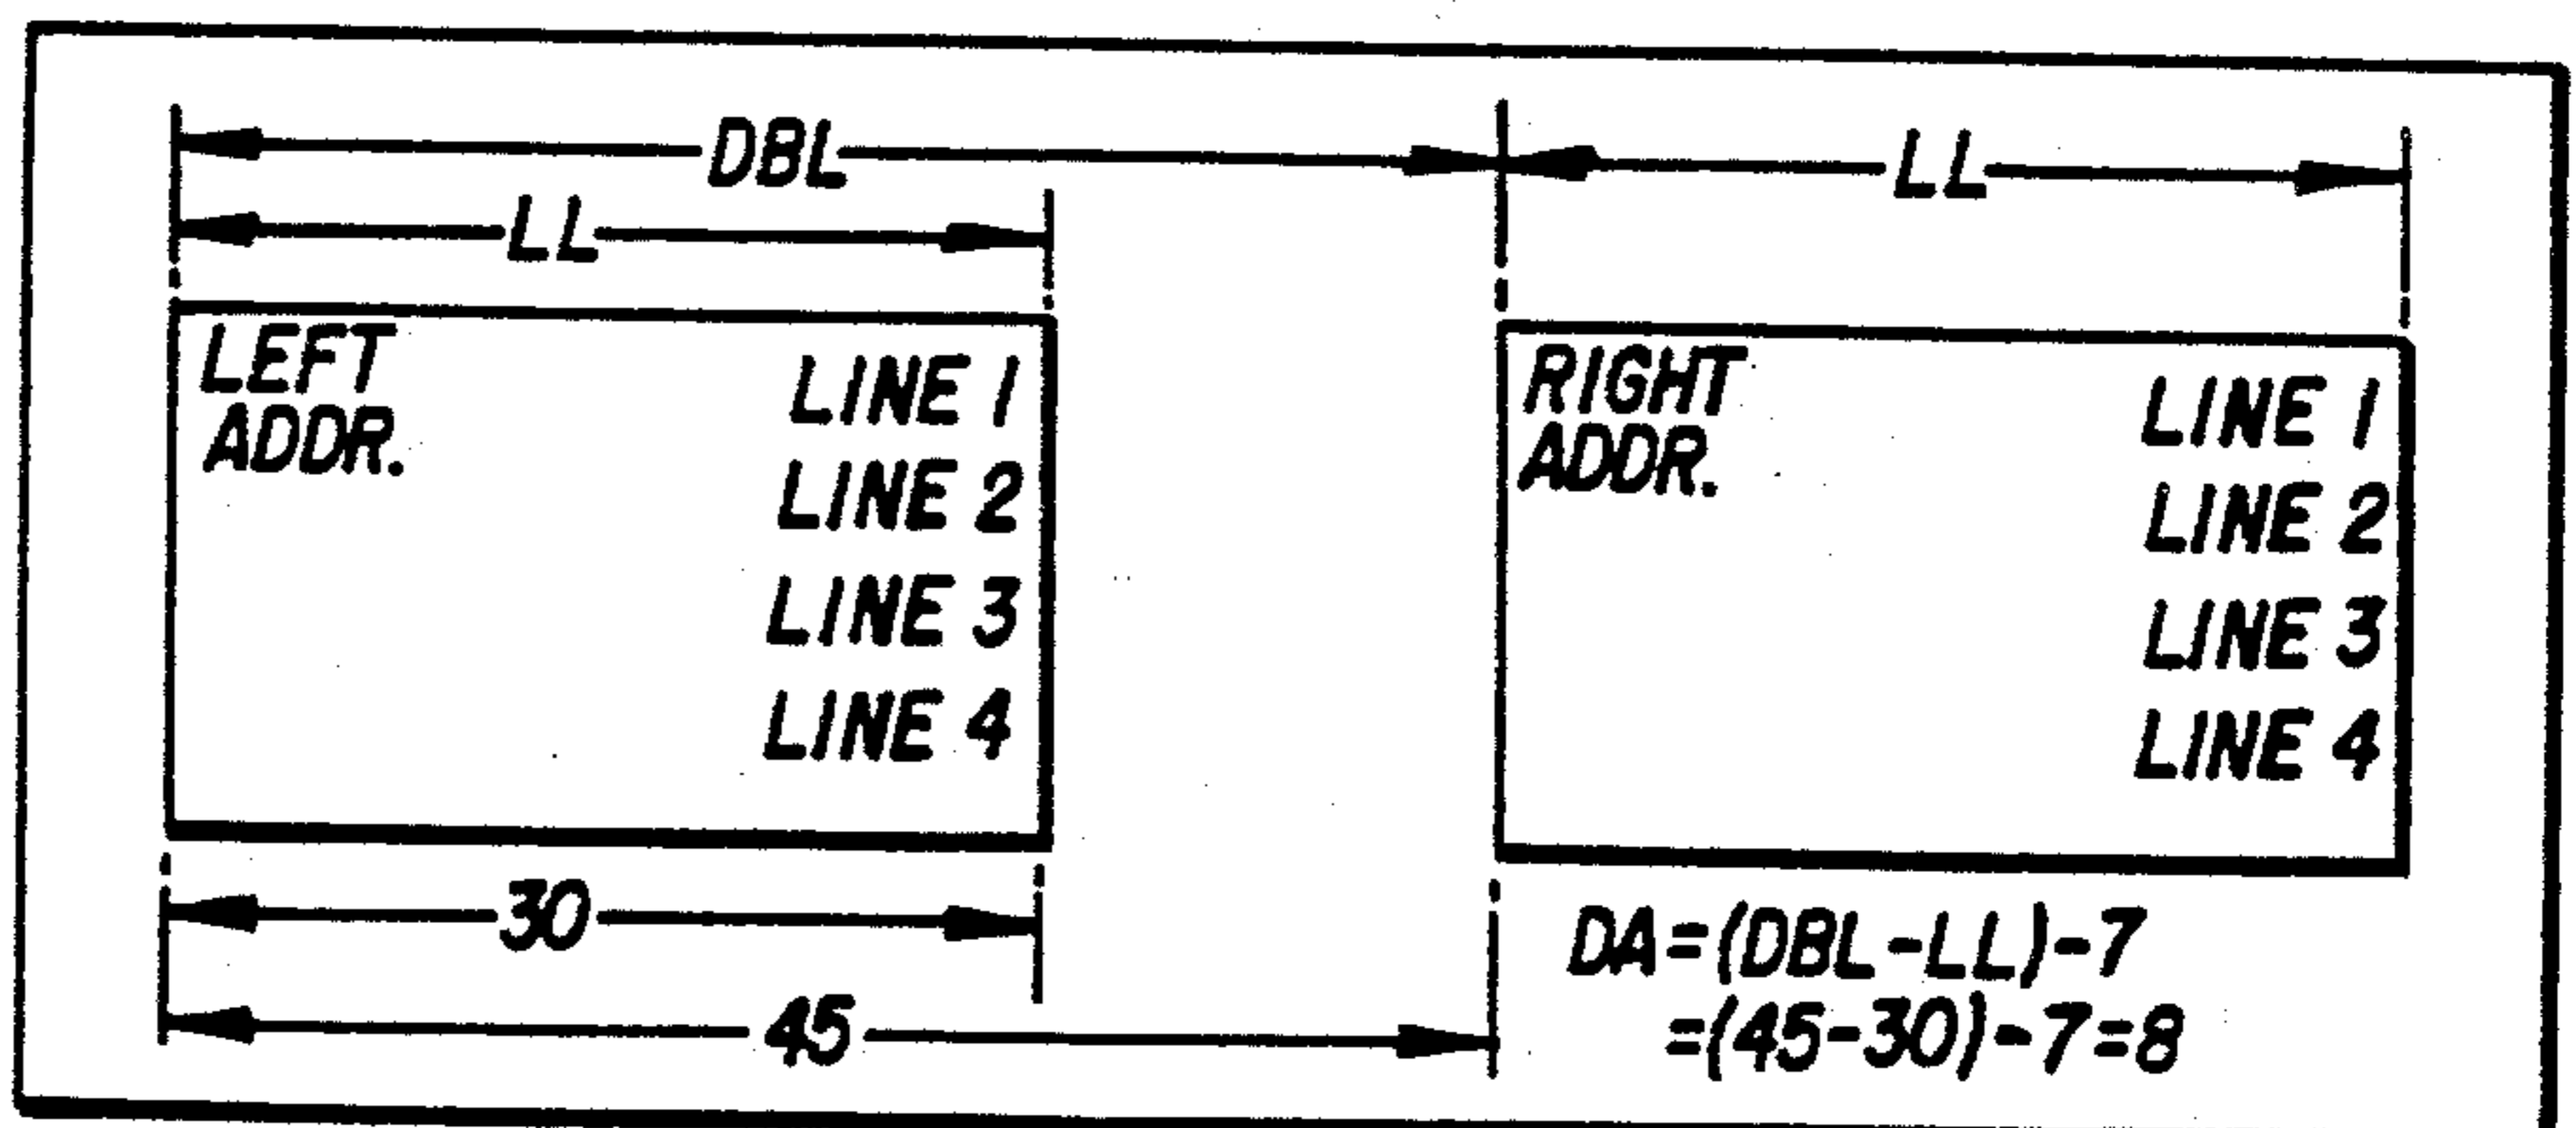 DBL
LL
LL
LEFT
ADDR.
LINE 1
LINE 2
LINE 3
LINE 4
RIGHT
ADDR.
LINE 1
LINE 2
LINE 3
LINE 4
30
45
DA=(DBL-LL)-7
=(45-30)-7=8